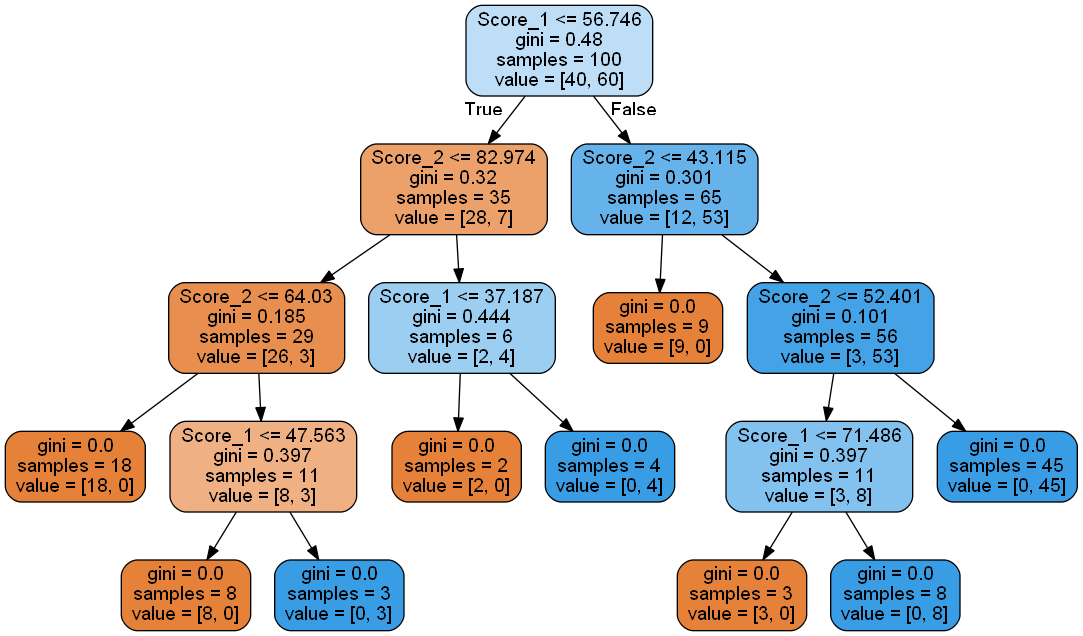 Score_1 <= 56.746
gini = 0.48
samples = 100
value = [40, 60]
True
False
Score_2 <= 82.974
gini = 0.32
samples = 35
value = [28, 7]
Score_2 <= 43.115
gini = 0.301
samples = 65
value = [12, 53]
Score_2 <= 64.03
gini = 0.185
samples = 29
value = [26, 3]
Score_1 <= 37.187
gini = 0.444
samples = 6
value = [2, 4]
gini = 0.0
samples = 9
value = [9, 0]
Score_2 <= 52.401
gini = 0.101
samples = 56
value = [3, 53]
gini = 0.0
samples = 18
value = [18, 0]
Score_1 <= 47.563
gini = 0.397
samples = 11
value = [8, 3]
gini = 0.0
samples = 2
value = [2, 0]
gini = 0.0
samples = 4
value = [0, 4]
Score_1 <= 71.486
gini = 0.397
samples = 11
value = [3, 8]
gini = 0.0
samples = 45
value = [0, 45]
gini = 0.0
samples = 8
value = [8, 0]
gini = 0.0
samples = 3
value = [0, 3]
gini = 0.0
samples = 3
value = [3, 0]
gini = 0.0
samples = 8
value = [0, 8]